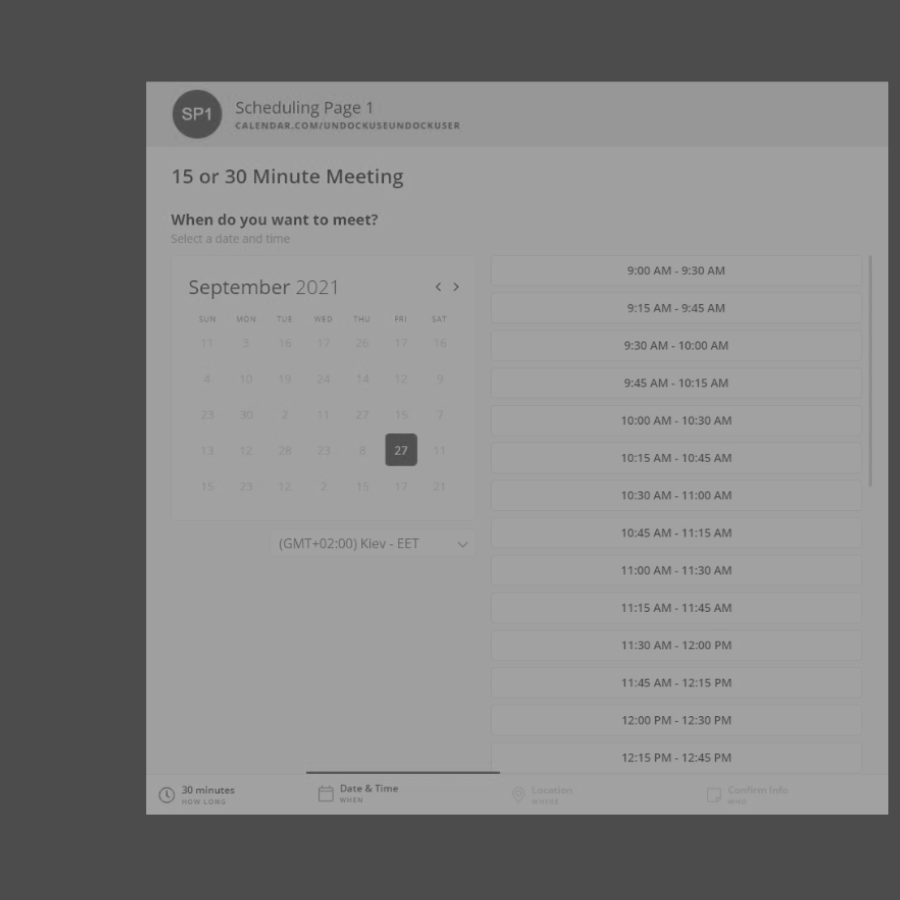 SP1
Scheduling Page 1
CALENDAR.COM/UNDOCKUSEUNDOCKUSER
15 or 30 Minute Meeting
When do you want to meet?
Select a date and time
September 2021
SUN MON TUE WED THU FRI SAT
11 3 16 17 26 17 16
4 10 19 24 14 12 9
23 30 2 11 27 15 7
13 12 28 23 8 27 11
15 23 12 2 15 17 21
(GMT+02:00) Kiev - EET
9:00 AM - 9:30 AM
9:15 AM - 9:45 AM
9:30 AM - 10:00 AM
9:45 AM - 10:15 AM
10:00 AM - 10:30 AM
10:15 AM - 10:45 AM
10:30 AM - 11:00 AM
10:45 AM - 11:15 AM
11:00 AM - 11:30 AM
11:15 AM - 11:45 AM
11:30 AM - 12:00 PM
11:45 AM - 12:15 PM
12:00 PM - 12:30 PM
12:15 PM - 12:45 PM
30 minutes
HOW LONG
Date & Time
WHEN
Location
WHERE
Confirm Info
WHO